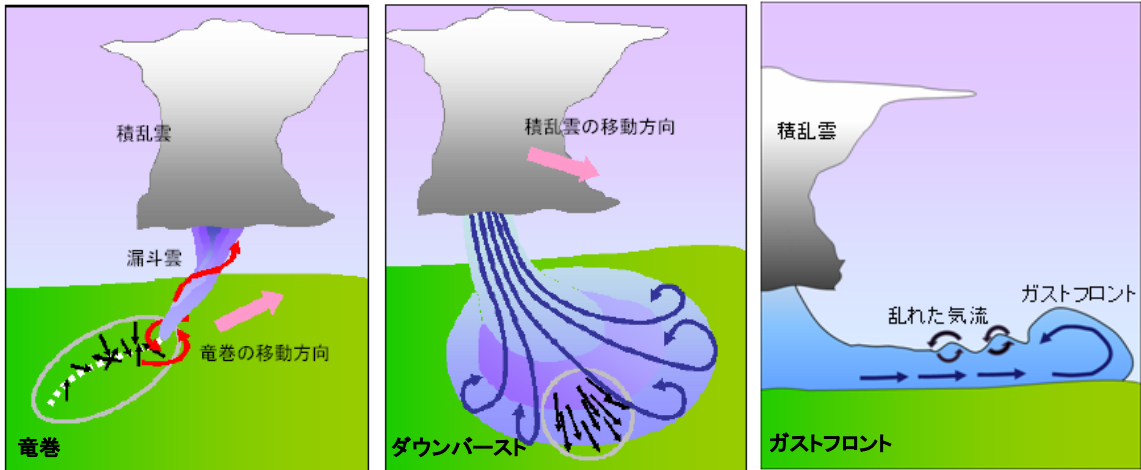 積乱雲
漏斗雲
竜巻の移動方向
竜巻
積乱雲の移動方向
ダウンバースト
積乱雲
ガストフロント
乱れた気流
ガストフロント